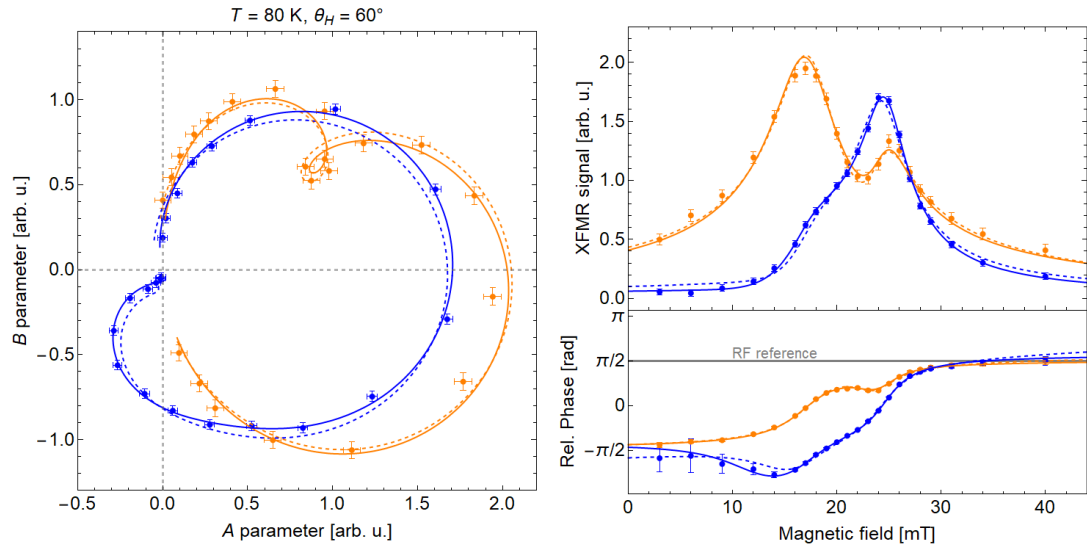 T = 80 K, θ_H = 60°
B parameter [arb. u.]
1.0
0.5
0.0
−0.5
−1.0
−0.5 0.0 0.5 1.0 1.5 2.0
A parameter [arb. u.]
XFMR signal [arb. u.]
2.0
1.5
1.0
0.5
0.0
Rel. Phase [rad]
π
π/2
0
−π/2
RF reference
0 10 20 30 40
Magnetic field [mT]